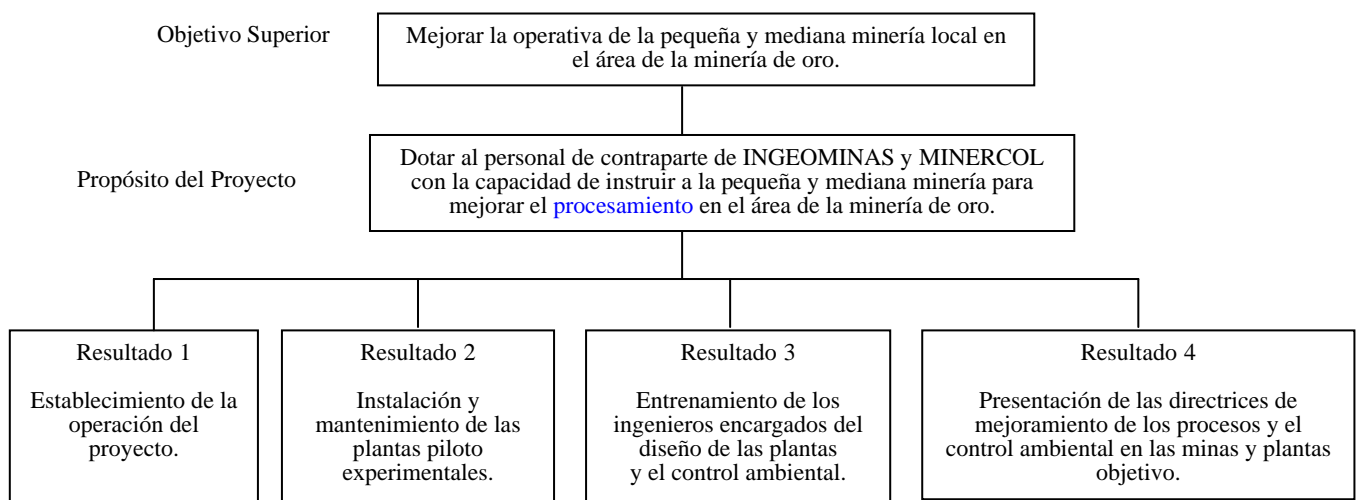 Objetivo Superior
Mejorar la operativa de la pequeña y mediana minería local en
el área de la minería de oro.
Propósito del Proyecto
Dotar al personal de contraparte de INGEOMINAS y MINERCOL
con la capacidad de instruir a la pequeña y mediana minería para
mejorar el procesamiento en el área de la minería de oro.
Resultado 1
Establecimiento de la
operación del
proyecto.
Resultado 2
Instalación y
mantenimiento de las
plantas piloto
experimentales.
Resultado 3
Entrenamiento de los
ingenieros encargados del
diseño de las plantas
y el control ambiental.
Resultado 4
Presentación de las directrices de
mejoramiento de los procesos y el
control ambiental en las minas y plantas
objetivo.